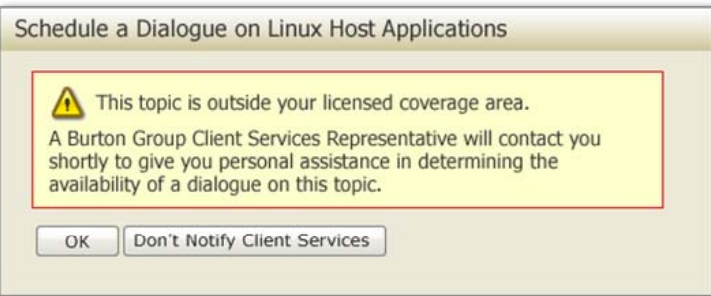 Schedule a Dialogue on Linux Host Applications
This topic is outside your licensed coverage area.
A Burton Group Client Services Representative will contact you
shortly to give you personal assistance in determining the
availability of a dialogue on this topic.
OK
Don't Notify Client Services